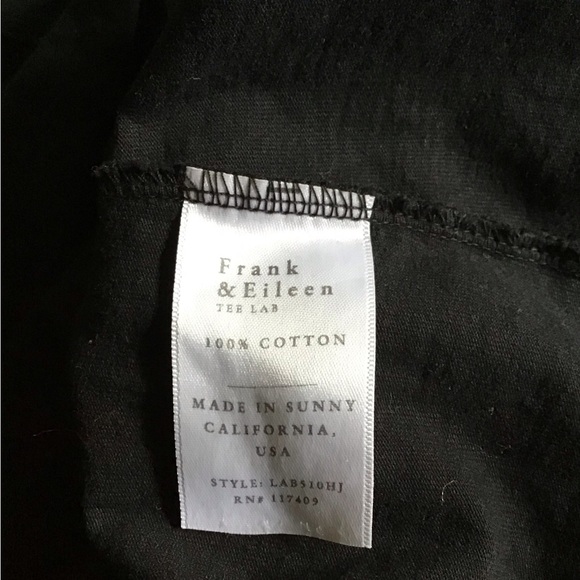 Frank
& Eileen
TEE LAB
100% COTTON
MADE IN SUNNY
CALIFORNIA,
USA
STYLE: LAB510HJ
RN# 117409